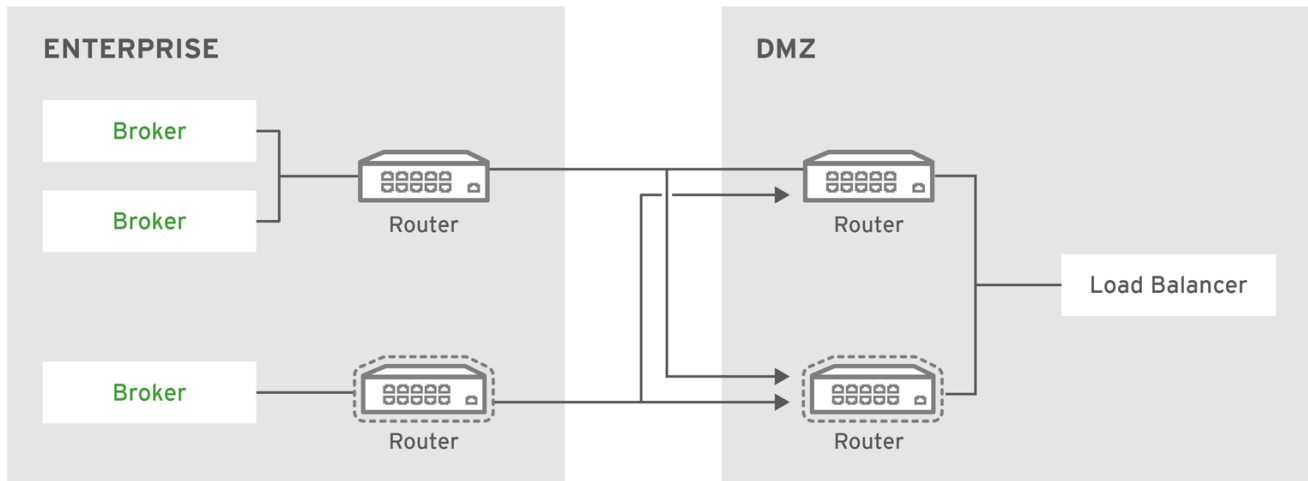 ENTERPRISE
DMZ
Broker
Broker
Router
Router
Load Balancer
Broker
Router
Router